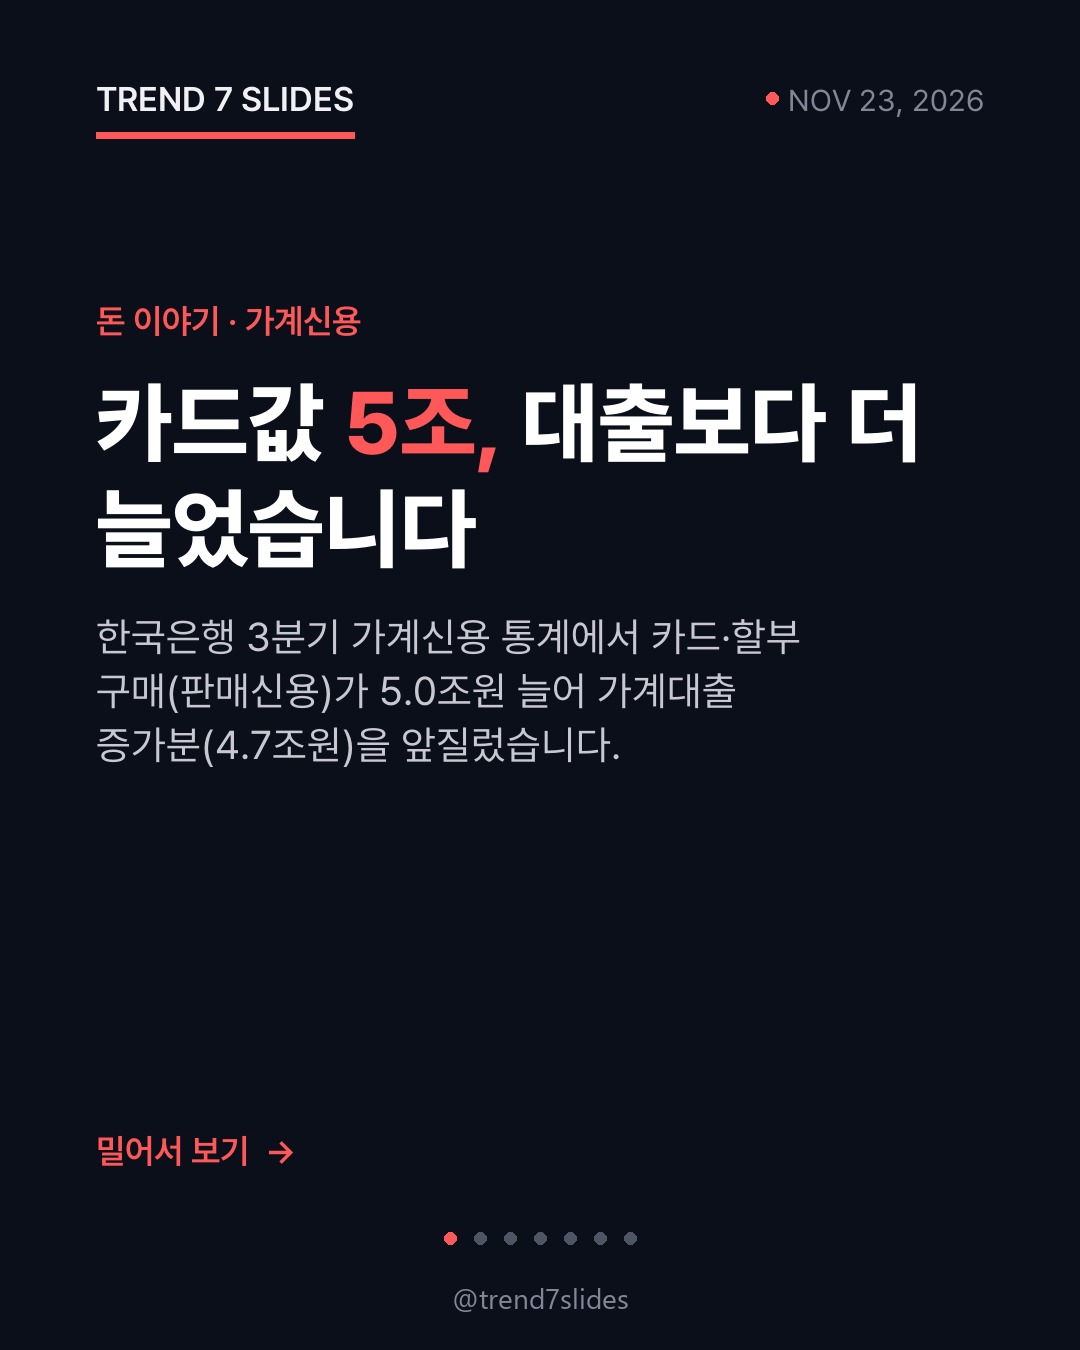 TREND 7 SLIDES
NOV 23, 2026
돈 이야기 · 가계신용
카드값 5조, 대출보다 더
늘었습니다
한국은행 3분기 가계신용 통계에서 카드·할부
구매(판매신용)가 5.0조원 늘어 가계대출
증가분(4.7조원)을 앞질렀습니다.
밀어서 보기 →
@trend7slides